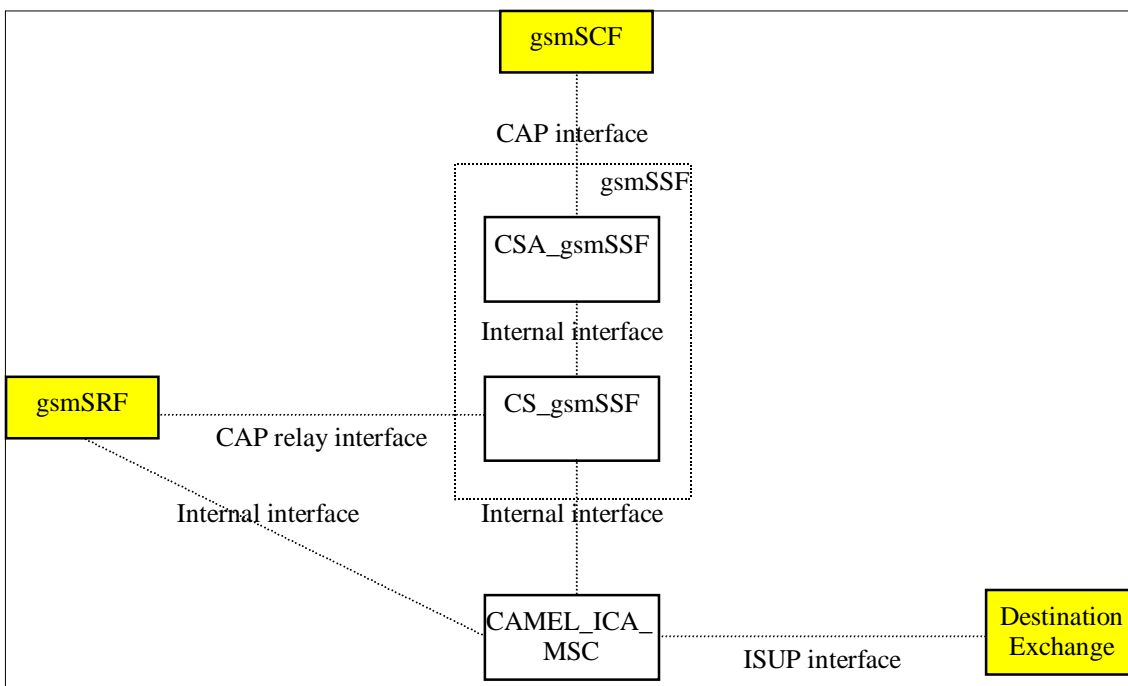 gsmSCF
CAP interface
gsmSSF
CSA_gsmSSF
Internal interface
gsmSRF
CS_gsmSSF
CAP relay interface
Internal interface
Internal interface
CAMEL_ICA_
MSC
Destination
Exchange
ISUP interface